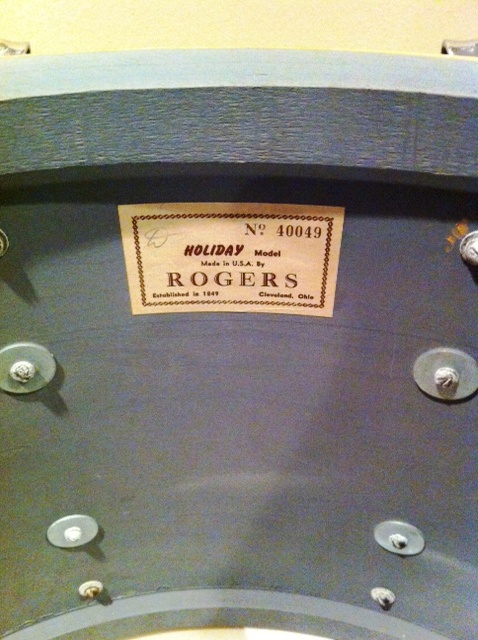 Nº 40049
HOLIDAY Model
Made in U.S.A. By
ROGERS
Established in 1849 Cleveland, Ohio